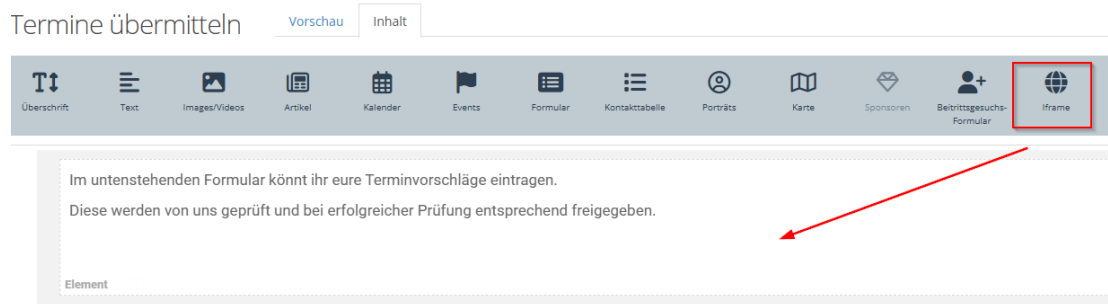 Termine übermitteln
Vorschau
Inhalt
Überschrift
Text
Images/Videos
Artikel
Kalender
Events
Formular
Kontakttabelle
Porträts
Karte
Sponsoren
Beitrittsgesuchs-
Formular
Iframe
Im untenstehenden Formular könnt ihr eure Terminvorschläge eintragen.
Diese werden von uns geprüft und bei erfolgreicher Prüfung entsprechend freigegeben.
Element